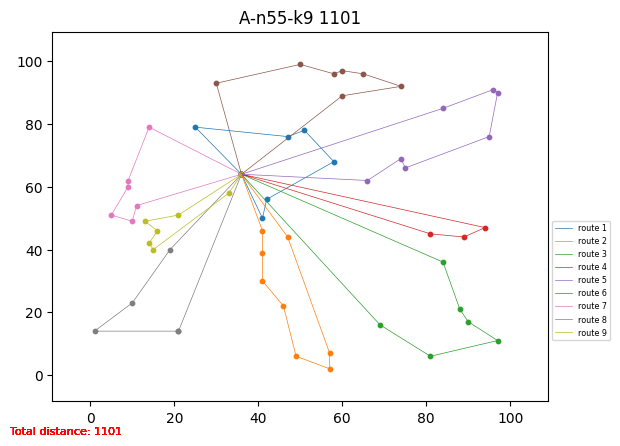 A-n55-k9 1101
100
80
60
40
20
0
0 20 40 60 80 100
route 1
route 2
route 3
route 4
route 5
route 6
route 7
route 8
route 9
Total distance: 1101